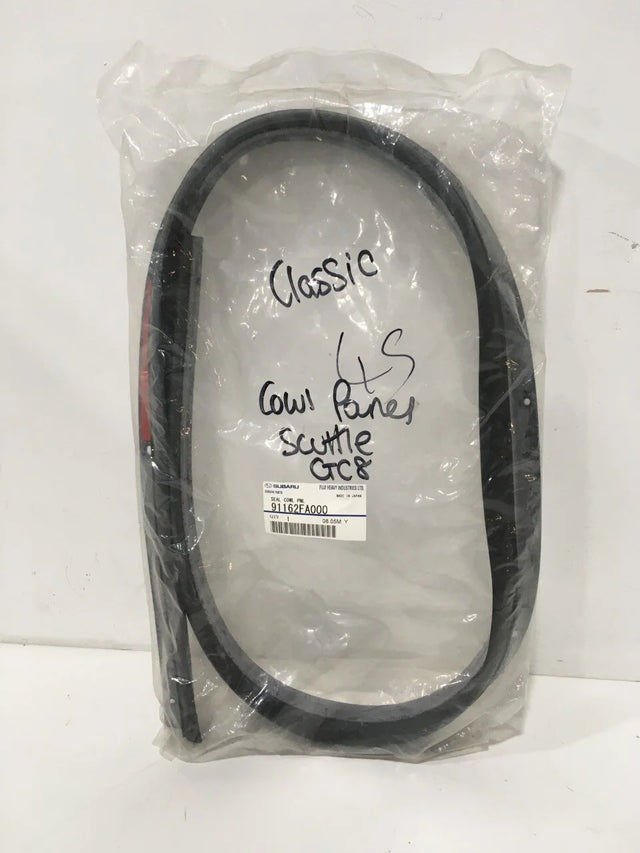 Classic
45
Cowl Panel
Scuttle
GC8
SUBARU FUJI HEAVY INDUSTRIES LTD.
MADE IN JAPAN
SEAL COWL PNL
91162FA000
QTY 1 08.05M Y